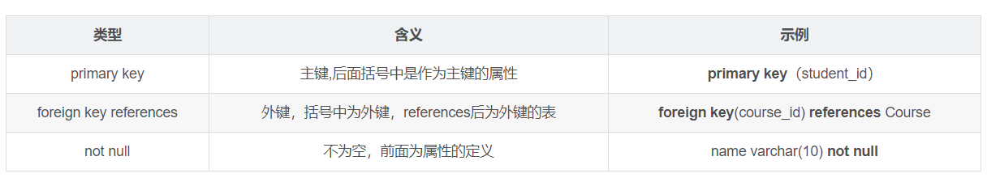 类型 含义 示例
primary key 主键,后面括号中是作为主键的属性 primary key（student_id）
foreign key references 外键，括号中为外键，references后为外键的表 foreign key(course_id) references Course
not null 不为空，前面为属性的定义 name varchar(10) not null